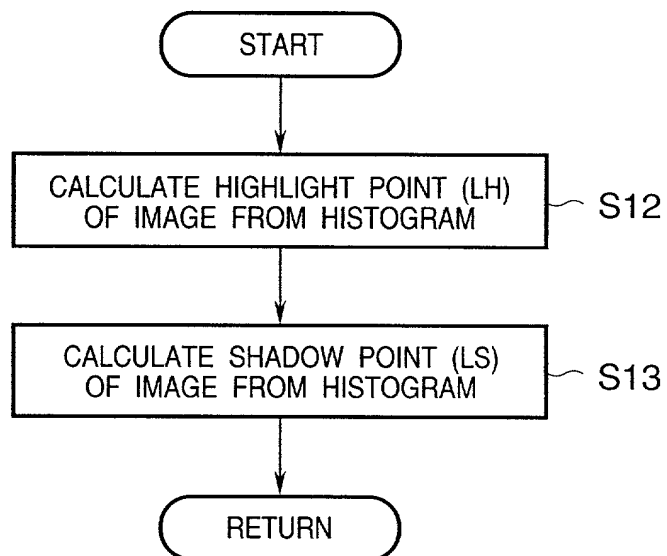 START
CALCULATE HIGHLIGHT POINT (LH)
OF IMAGE FROM HISTOGRAM
S12
CALCULATE SHADOW POINT (LS)
OF IMAGE FROM HISTOGRAM
S13
RETURN